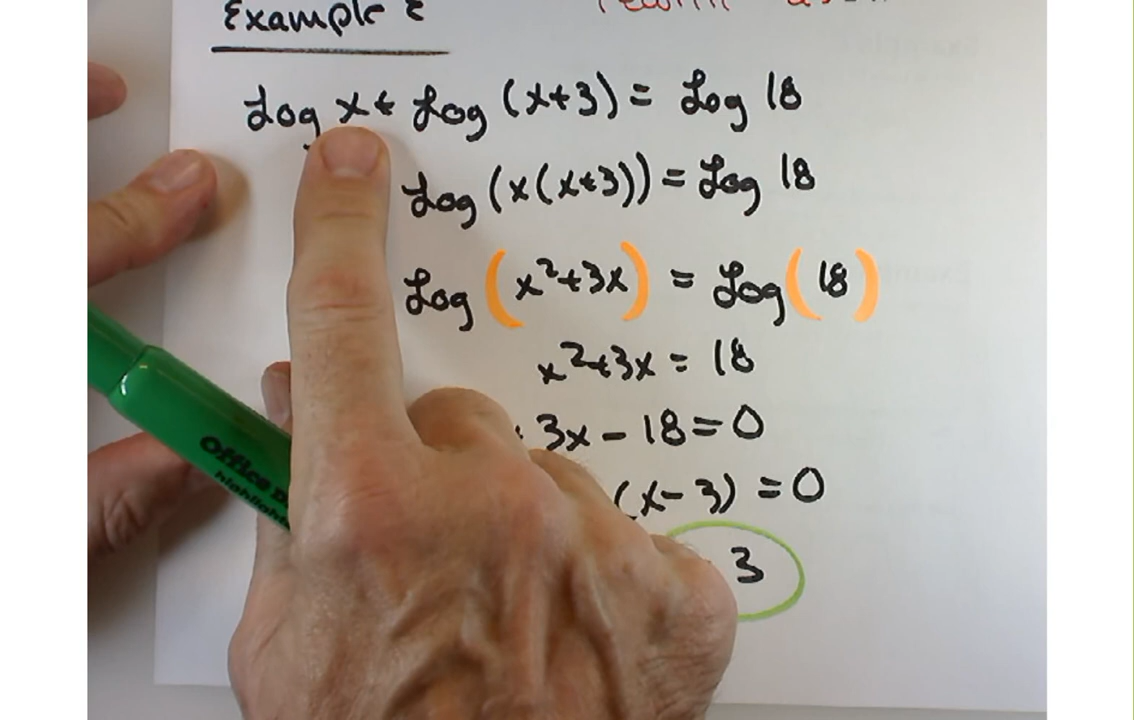 Example E
Log x + Log (x+3) = Log 18
Log (x(x+3)) = Log 18
Log (x²+3x) = Log (18)
x²+3x = 18
3x - 18 = 0
(x - 3) = 0
3
Office
highligh